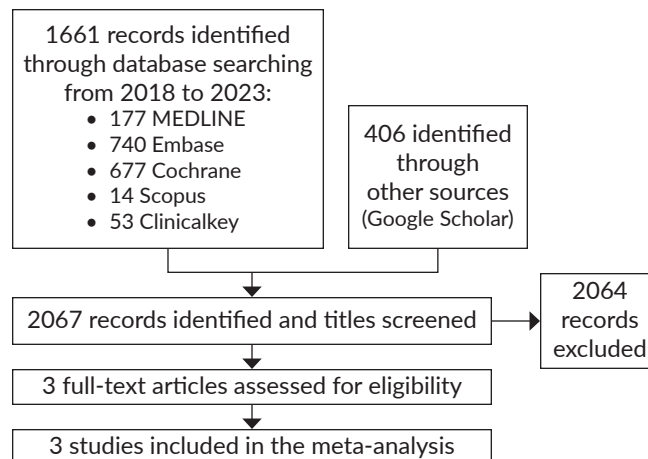 1661 records identified
through database searching
from 2018 to 2023:
• 177 MEDLINE
• 740 Embase
• 677 Cochrane
• 14 Scopus
• 53 Clinicalkey
406 identified
through
other sources
(Google Scholar)
2067 records identified and titles screened
2064
records
excluded
3 full-text articles assessed for eligibility
3 studies included in the meta-analysis